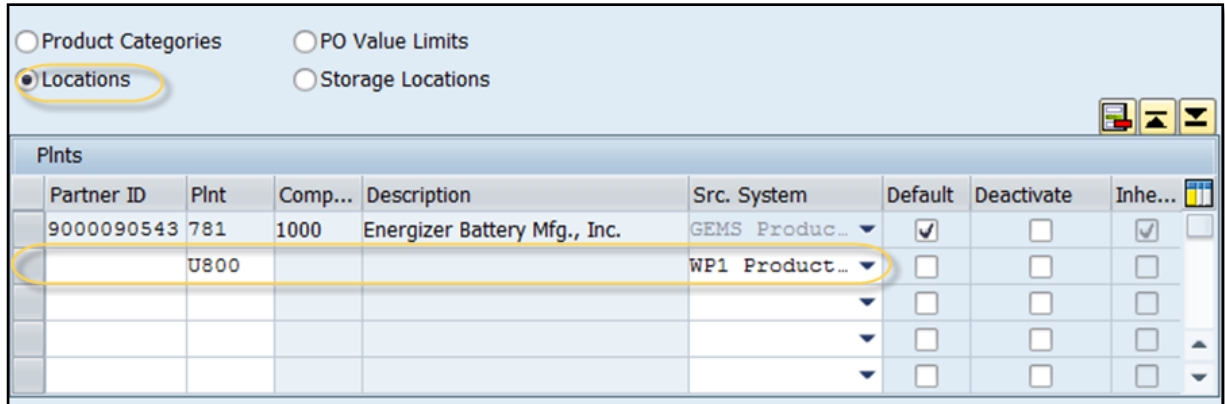 Product Categories PO Value Limits
Locations Storage Locations
Plnts
Partner ID Plnt Comp... Description Src. System Default Deactivate Inhe...
9000090543 781 1000 Energizer Battery Mfg., Inc. GEMS Produc...
U800 WP1 Product...